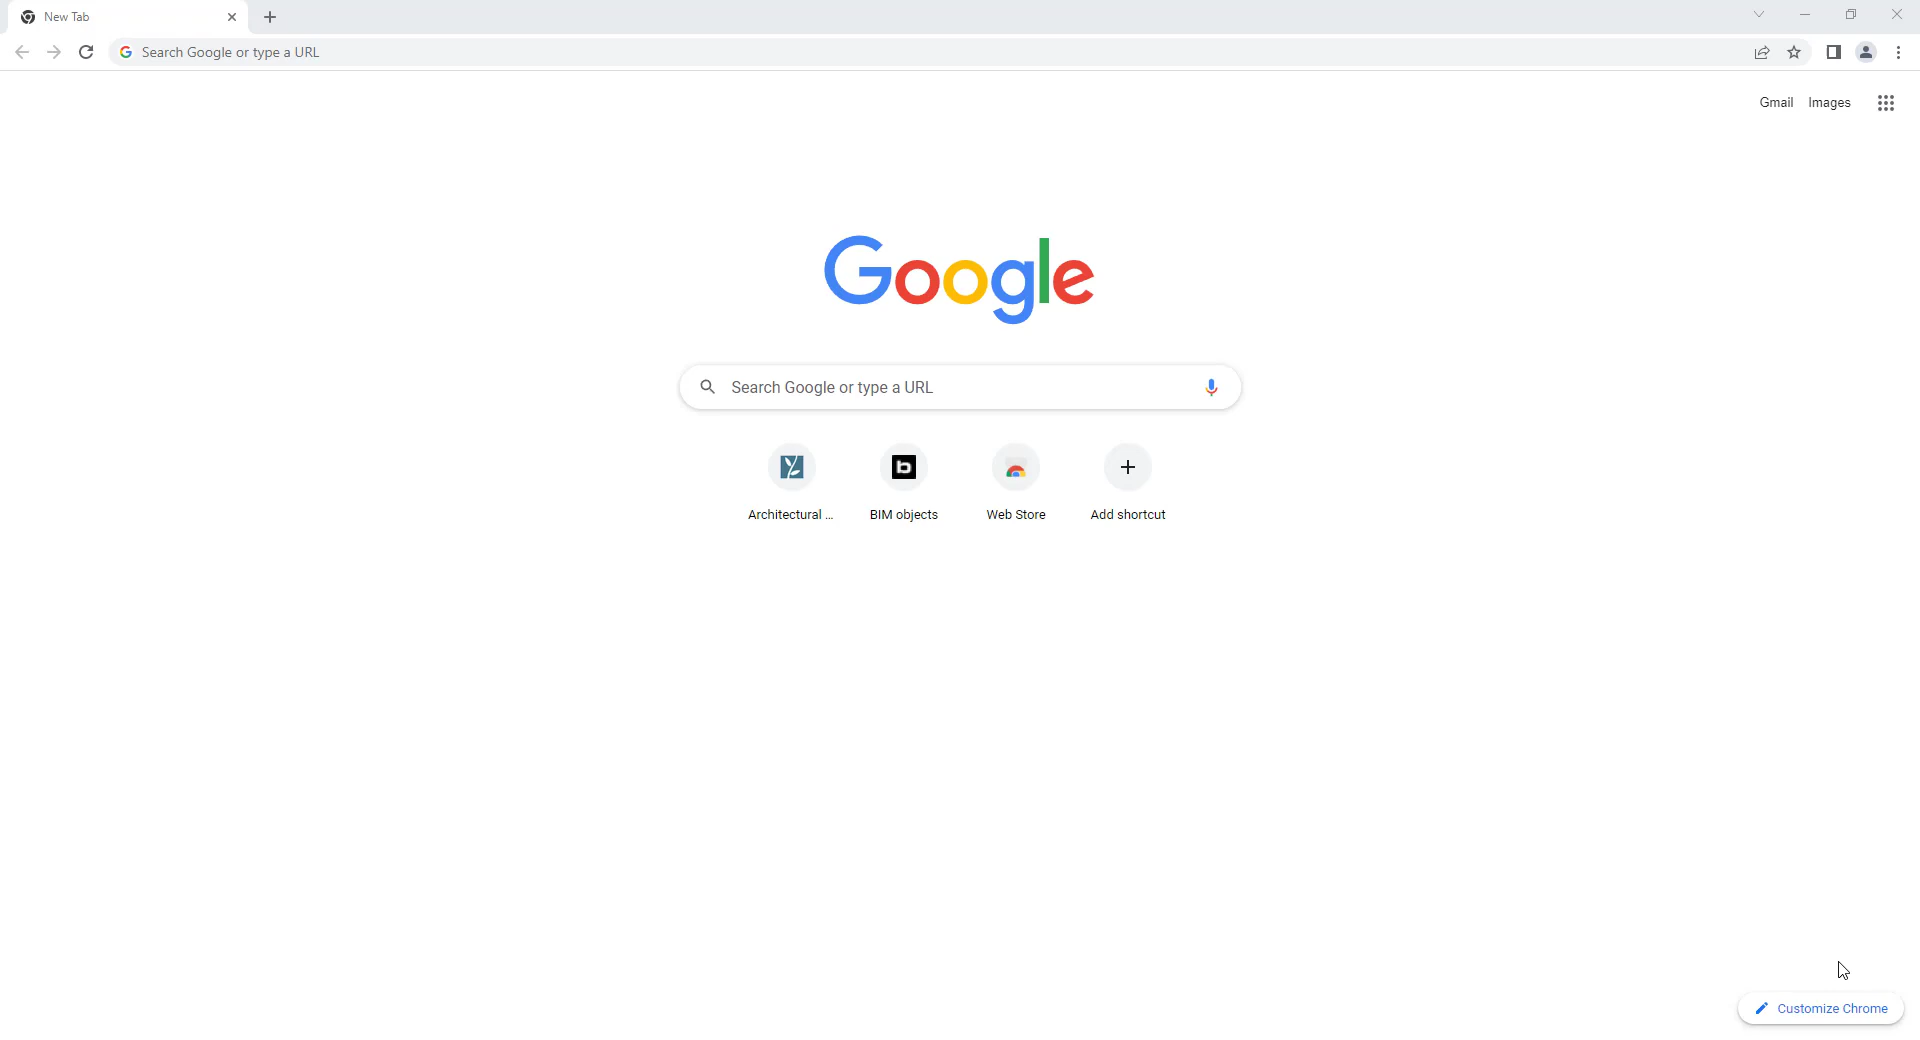 New Tab
Search Google or type a URL
Gmail Images
Google
Search Google or type a URL
Architectural ...
BIM objects
Web Store
Add shortcut
Customize Chrome